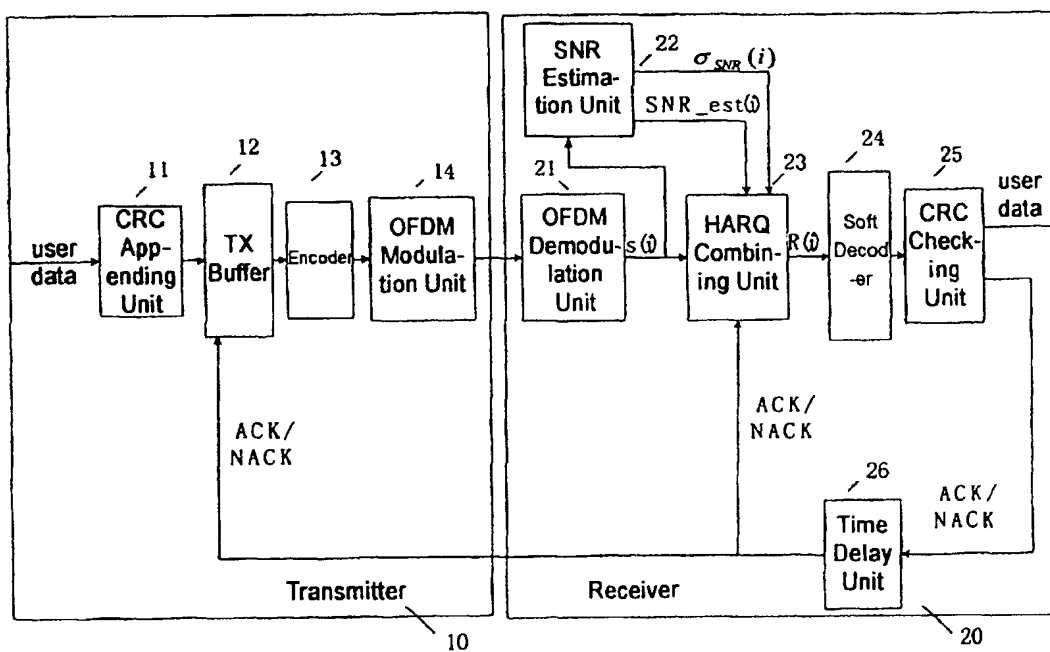 22
SNR
Estima-
tion Unit
σ_SNR(i)
SNR_est(i)
11
12
13
14
21
23
24
25
user
data
CRC
App-
ending
Unit
TX
Buffer
Encoder
OFDM
Modula-
tion Unit
OFDM
Demodu-
lation
Unit
s(i)
HARQ
Combin-
ing Unit
R(i)
Soft
Decod
-er
CRC
Check-
ing
Unit
user
data
ACK/
NACK
ACK/
NACK
26
ACK/
NACK
Time
Delay
Unit
Transmitter
10
Receiver
20